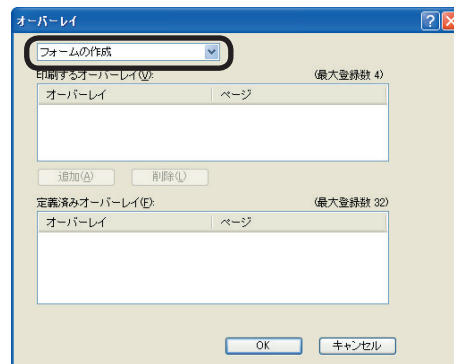 オーバーレイ
フォームの作成
印刷するオーバーレイ(V): (最大登録数 4)
オーバーレイ ページ
追加(A) 削除(L)
定義済みオーバーレイ(F): (最大登録数 32)
オーバーレイ ページ
OK キャンセル